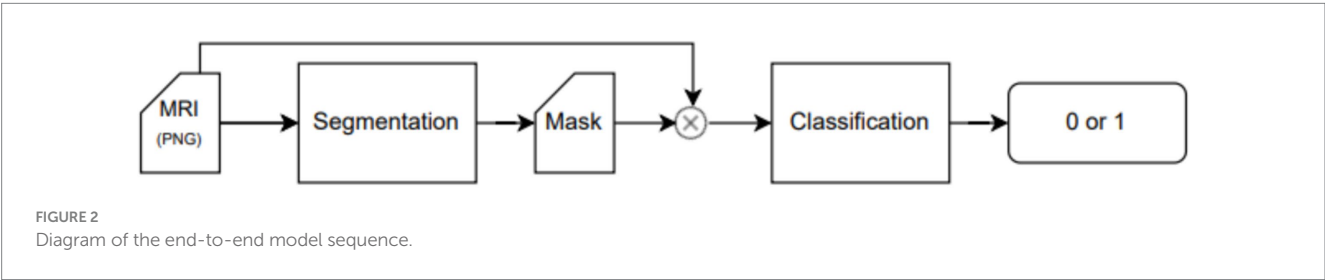 MRI
(PNG)
Segmentation
Mask
Classification
0 or 1
FIGURE 2
Diagram of the end-to-end model sequence.